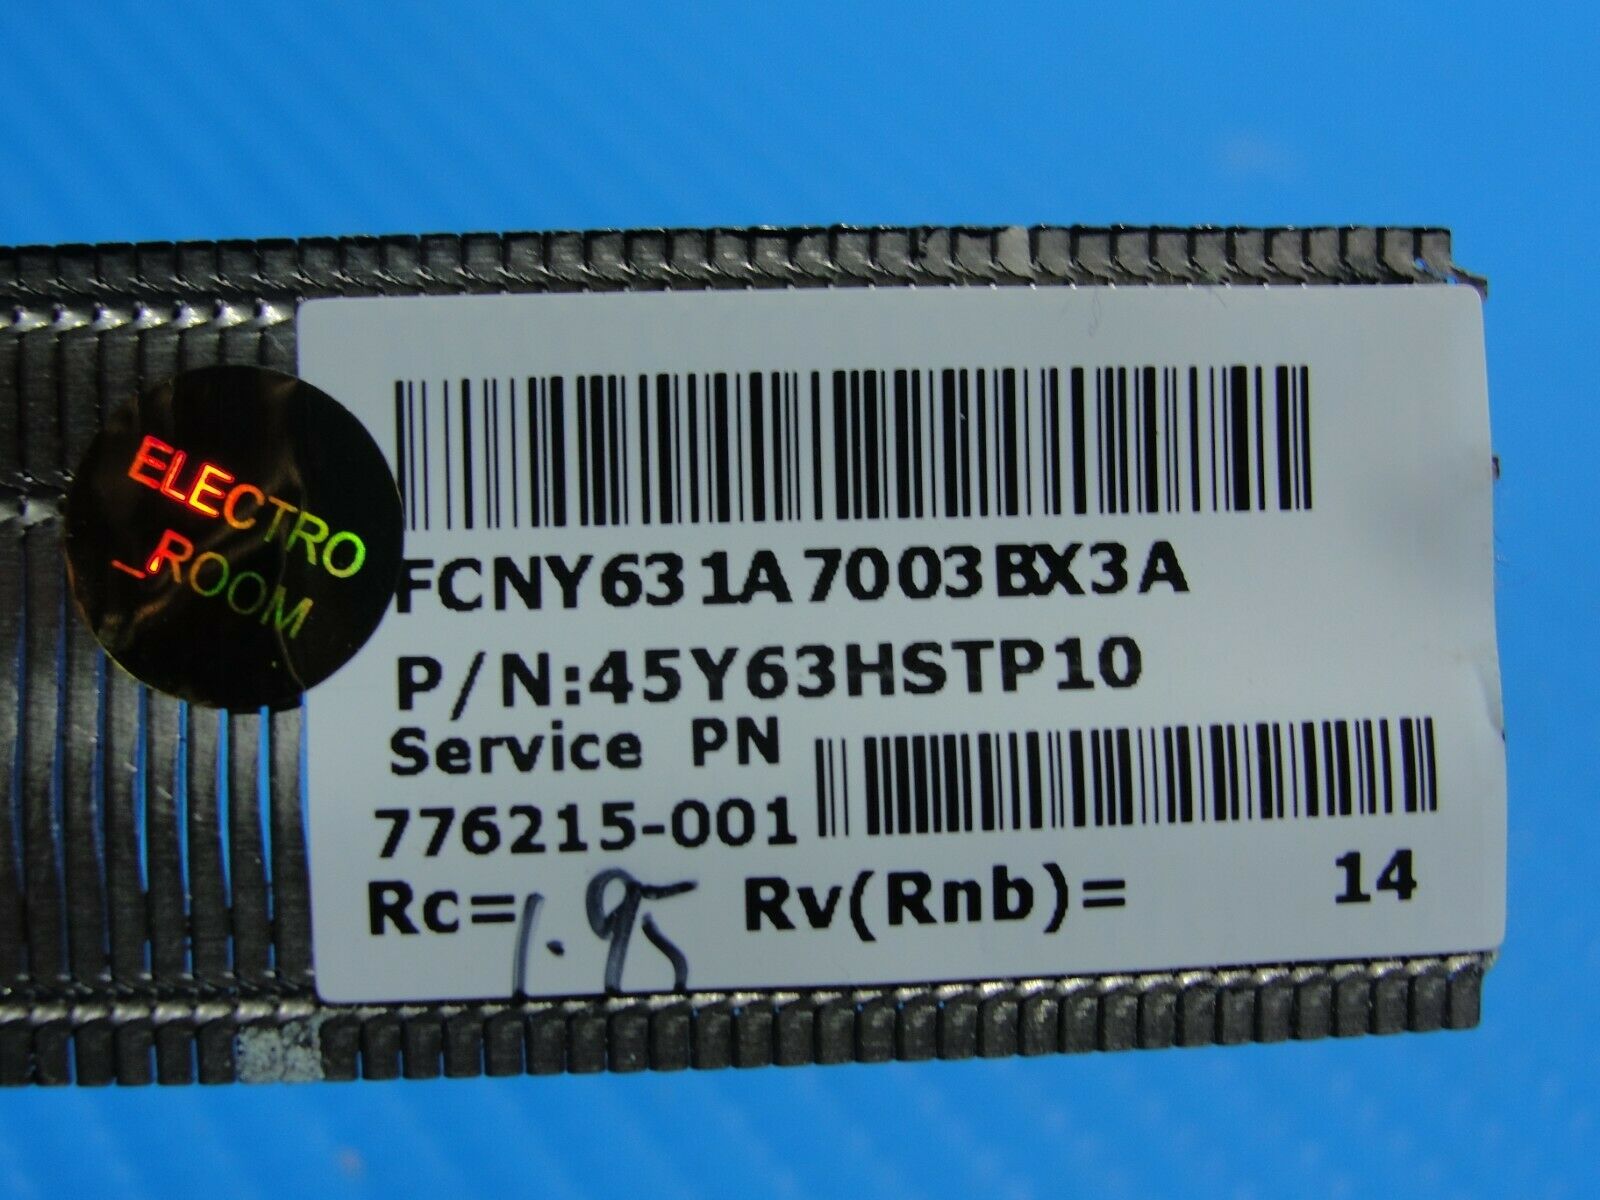 ELECTRO
_ROOM
FCNY631A7003BX3A
P/N:45Y63HSTP10
Service PN
776215-001
Rc=1.95 Rv(Rnb)= 14